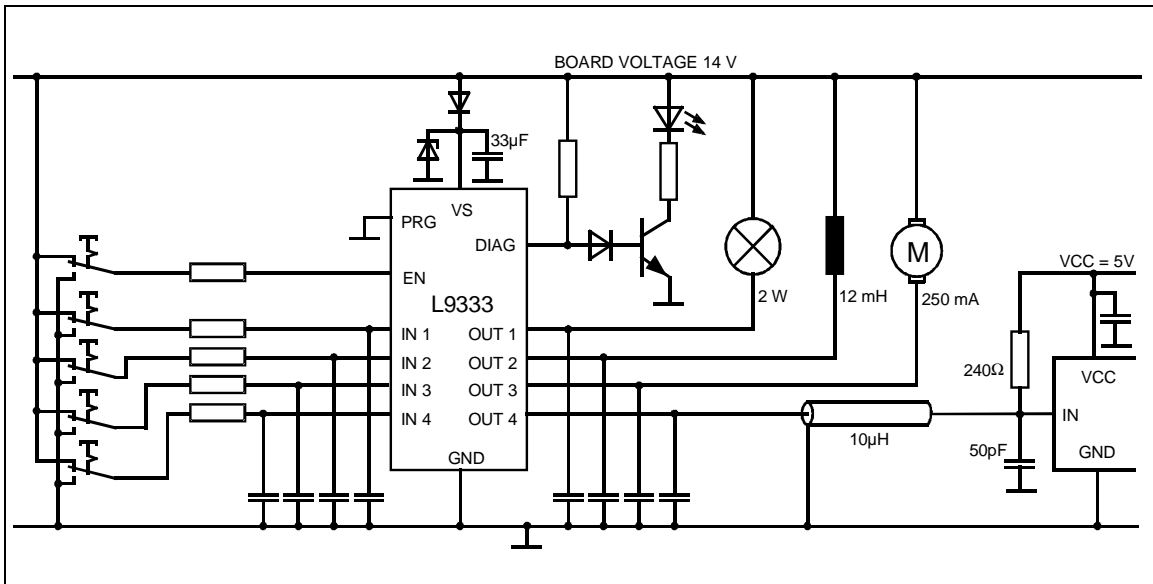 BOARD VOLTAGE 14 V
33µF
VS
PRG
DIAG
EN
L9333
IN 1
IN 2
IN 3
IN 4
OUT 1
OUT 2
OUT 3
OUT 4
GND
2 W
12 mH
M
250 mA
10µH
VCC = 5V
240Ω
50pF
VCC
IN
GND